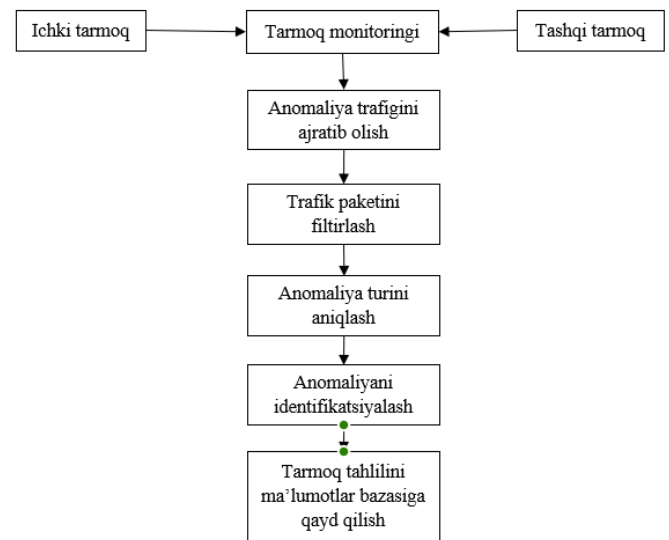 Ichki tarmoq
Tarmoq monitoringi
Tashqi tarmoq
Anomaliya trafigini
ajratib olish
Trafik paketini
filtirlash
Anomaliya turini
aniqlash
Anomaliyani
identifikatsiyalash
Tarmoq tahlilini
ma’lumotlar bazasiga
qayd qilish